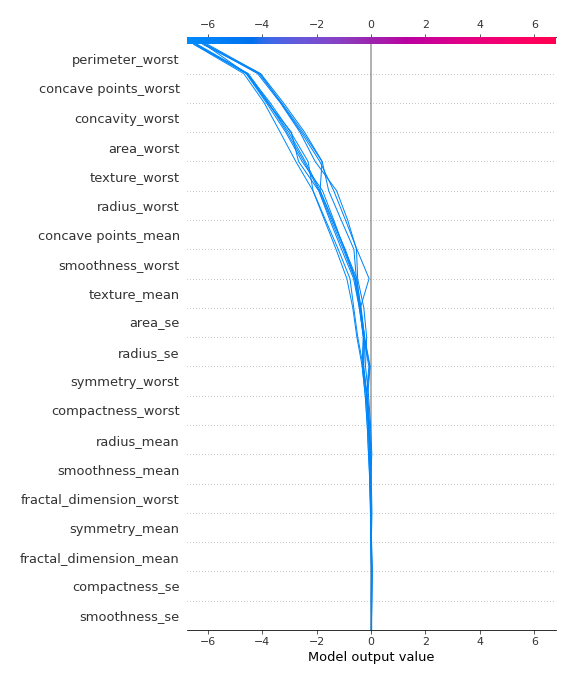 −6 −4 −2 0 2 4 6
perimeter_worst
concave points_worst
concavity_worst
area_worst
texture_worst
radius_worst
concave points_mean
smoothness_worst
texture_mean
area_se
radius_se
symmetry_worst
compactness_worst
radius_mean
smoothness_mean
fractal_dimension_worst
symmetry_mean
fractal_dimension_mean
compactness_se
smoothness_se
−6 −4 −2 0 2 4 6
Model output value